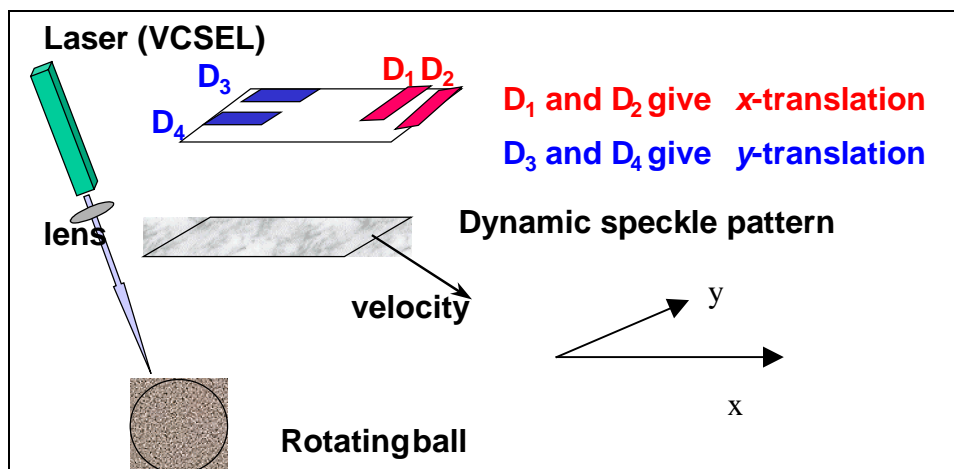 Laser (VCSEL)
D3
D1 D2
D4
D1 and D2 give x-translation
D3 and D4 give y-translation
lens
Dynamic speckle pattern
velocity
y
x
Rotatingball